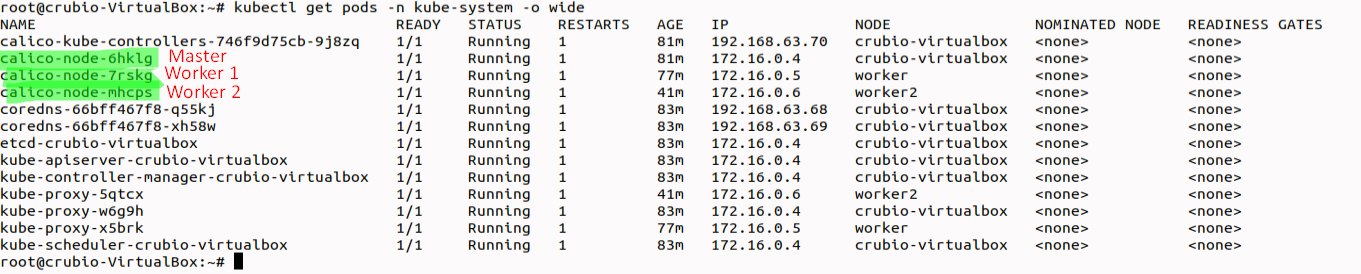 root@crubio-VirtualBox:~# kubectl get pods -n kube-system -o wide
NAME READY STATUS RESTARTS AGE IP NODE NOMINATED NODE READINESS GATES
calico-kube-controllers-746f9d75cb-9j8zq 1/1 Running 1 81m 192.168.63.70 crubio-virtualbox <none> <none>
calico-node-6hklg Master 1/1 Running 1 81m 172.16.0.4 crubio-virtualbox <none> <none>
calico-node-7rskg Worker 1 1/1 Running 1 77m 172.16.0.5 worker <none> <none>
calico-node-mhcps Worker 2 1/1 Running 1 41m 172.16.0.6 worker2 <none> <none>
coredns-66bff467f8-q55kj 1/1 Running 1 83m 192.168.63.68 crubio-virtualbox <none> <none>
coredns-66bff467f8-xh58w 1/1 Running 1 83m 192.168.63.69 crubio-virtualbox <none> <none>
etcd-crubio-virtualbox 1/1 Running 1 83m 172.16.0.4 crubio-virtualbox <none> <none>
kube-apiserver-crubio-virtualbox 1/1 Running 1 83m 172.16.0.4 crubio-virtualbox <none> <none>
kube-controller-manager-crubio-virtualbox 1/1 Running 1 83m 172.16.0.4 crubio-virtualbox <none> <none>
kube-proxy-5qtcx 1/1 Running 1 41m 172.16.0.6 worker2 <none> <none>
kube-proxy-w6g9h 1/1 Running 1 83m 172.16.0.4 crubio-virtualbox <none> <none>
kube-proxy-x5brk 1/1 Running 1 77m 172.16.0.5 worker <none> <none>
kube-scheduler-crubio-virtualbox 1/1 Running 1 83m 172.16.0.4 crubio-virtualbox <none> <none>
root@crubio-VirtualBox:~#